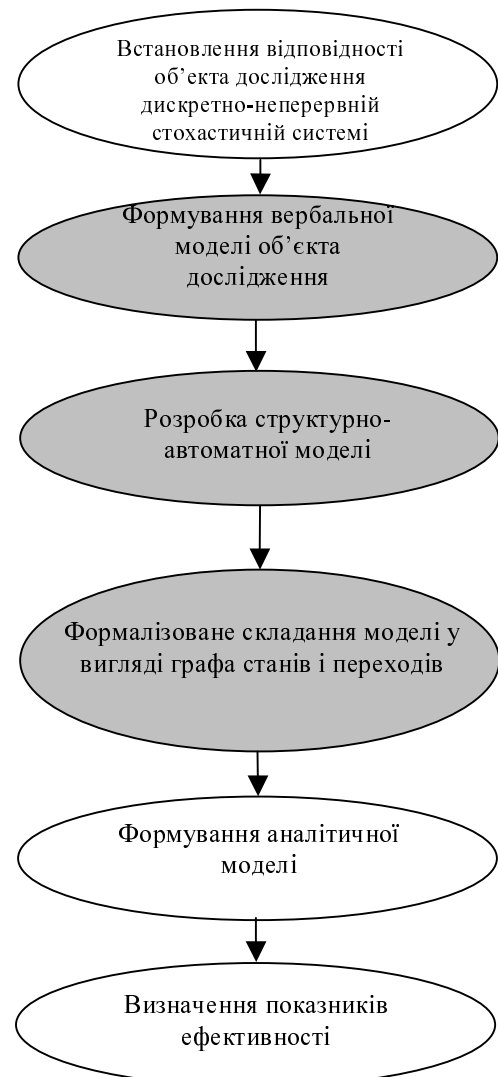 Встановлення відповідності
об’екта дослідження
дискретно-неперервній
стохастичній системі
Формування вербальної
моделі об’єкта
дослідження
Розробка структурно-
автоматної моделі
Формалізоване складання моделі у
вигляді графа станів і переходів
Формування аналітичної
моделі
Визначення показників
ефективності